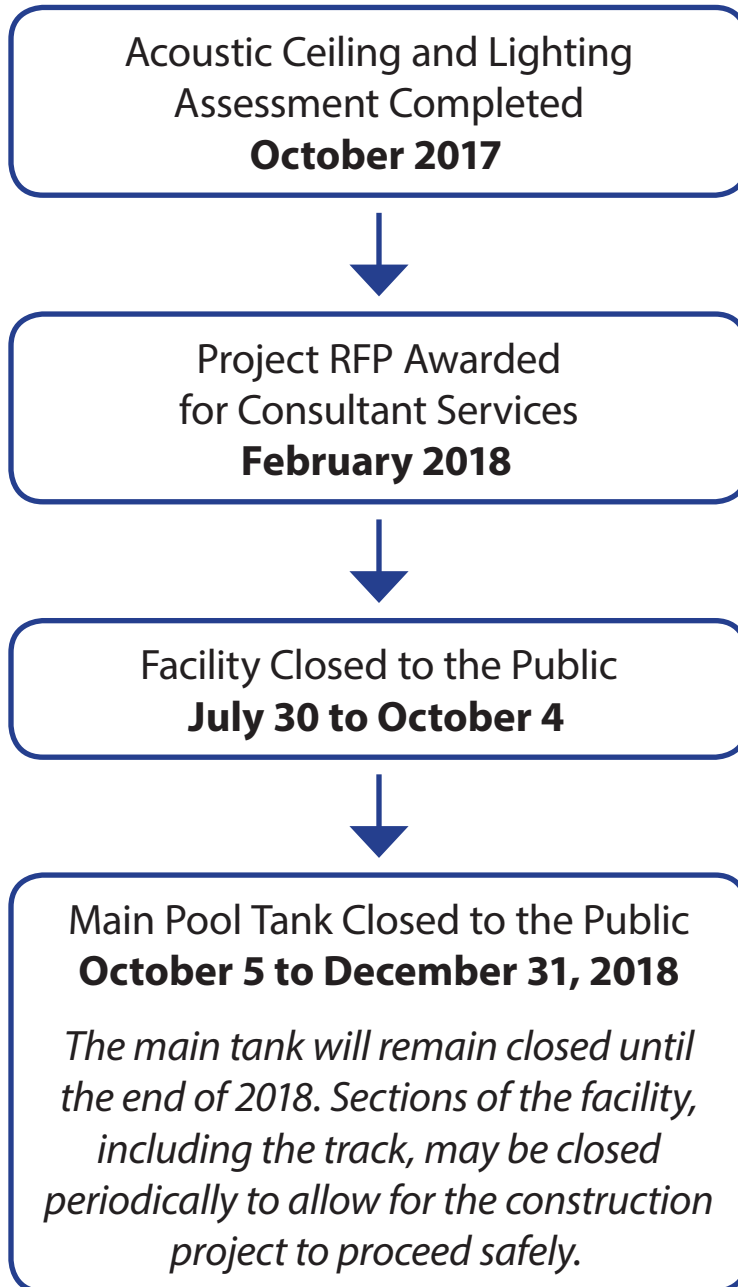 Acoustic Ceiling and Lighting
Assessment Completed
October 2017
Project RFP Awarded
for Consultant Services
February 2018
Facility Closed to the Public
July 30 to October 4
Main Pool Tank Closed to the Public
October 5 to December 31, 2018
The main tank will remain closed until
the end of 2018. Sections of the facility,
including the track, may be closed
periodically to allow for the construction
project to proceed safely.